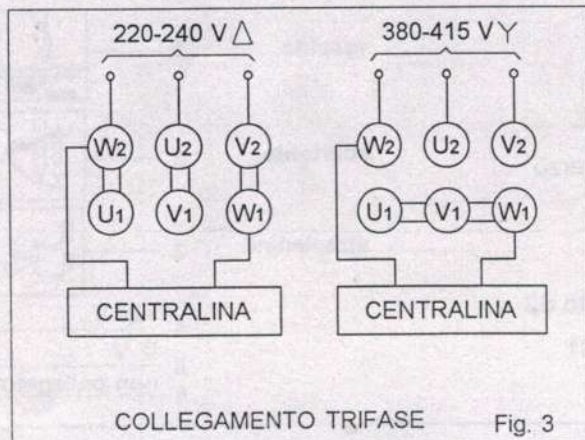 220-240 V △ 380-415 V Y
W2 U2 V2 W2 U2 V2
U1 V1 W1 U1 V1 W1
CENTRALINA CENTRALINA
COLLEGAMENTO TRIFASE Fig. 3